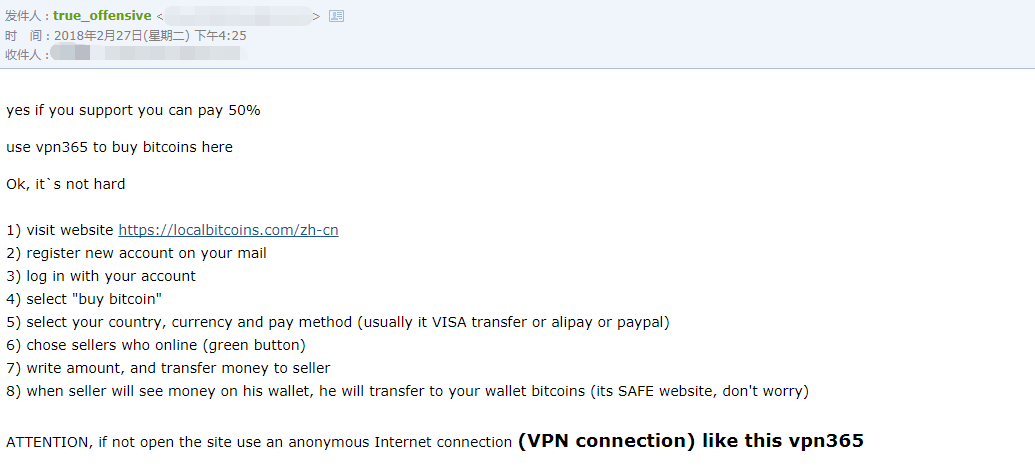 发件人：true_offensive < >
时 间：2018年2月27日(星期二) 下午4:25
收件人：
yes if you support you can pay 50%
use vpn365 to buy bitcoins here
Ok, it`s not hard
1) visit website https://localbitcoins.com/zh-cn
2) register new account on your mail
3) log in with your account
4) select "buy bitcoin"
5) select your country, currency and pay method (usually it VISA transfer or alipay or paypal)
6) chose sellers who online (green button)
7) write amount, and transfer money to seller
8) when seller will see money on his wallet, he will transfer to your wallet bitcoins (its SAFE website, don't worry)
ATTENTION, if not open the site use an anonymous Internet connection (VPN connection) like this vpn365